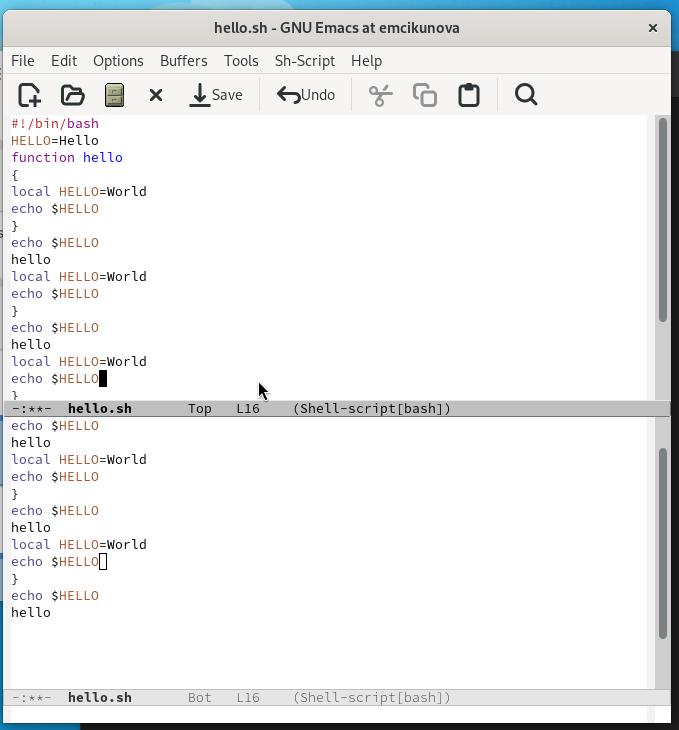 hello.sh - GNU Emacs at emcikunova
File Edit Options Buffers Tools Sh-Script Help
Save Undo
#!/bin/bash
HELLO=Hello
function hello
{
local HELLO=World
echo $HELLO
}
echo $HELLO
hello
local HELLO=World
echo $HELLO
}
echo $HELLO
hello
local HELLO=World
echo $HELLO
}
-:**- hello.sh Top L16 (Shell-script[bash])
echo $HELLO
hello
local HELLO=World
echo $HELLO
}
echo $HELLO
hello
local HELLO=World
echo $HELLO
}
echo $HELLO
hello
-:**- hello.sh Bot L16 (Shell-script[bash])